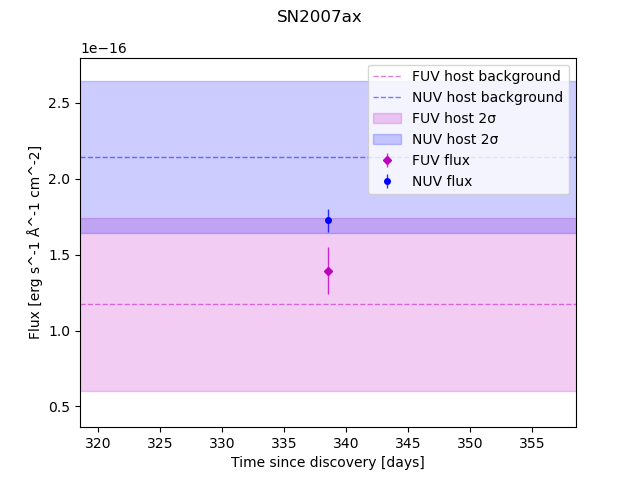 SN2007ax
1e−16
FUV host background
NUV host background
FUV host 2σ
NUV host 2σ
FUV flux
NUV flux
2.5
2.0
1.5
1.0
0.5
Flux [erg s^-1 Å^-1 cm^-2]
320 325 330 335 340 345 350 355
Time since discovery [days]